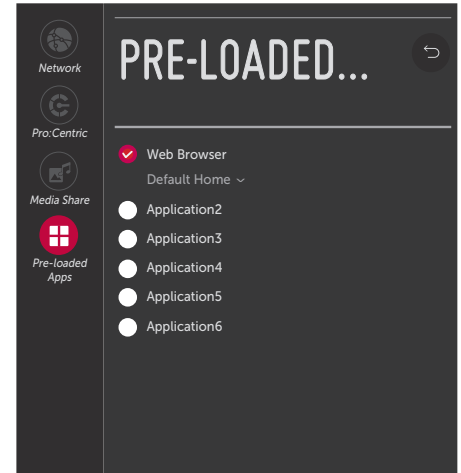 Network
Pro:Centric
Media Share
Pre-loaded
Apps
PRE-LOADED...
Web Browser
Default Home
Application2
Application3
Application4
Application5
Application6